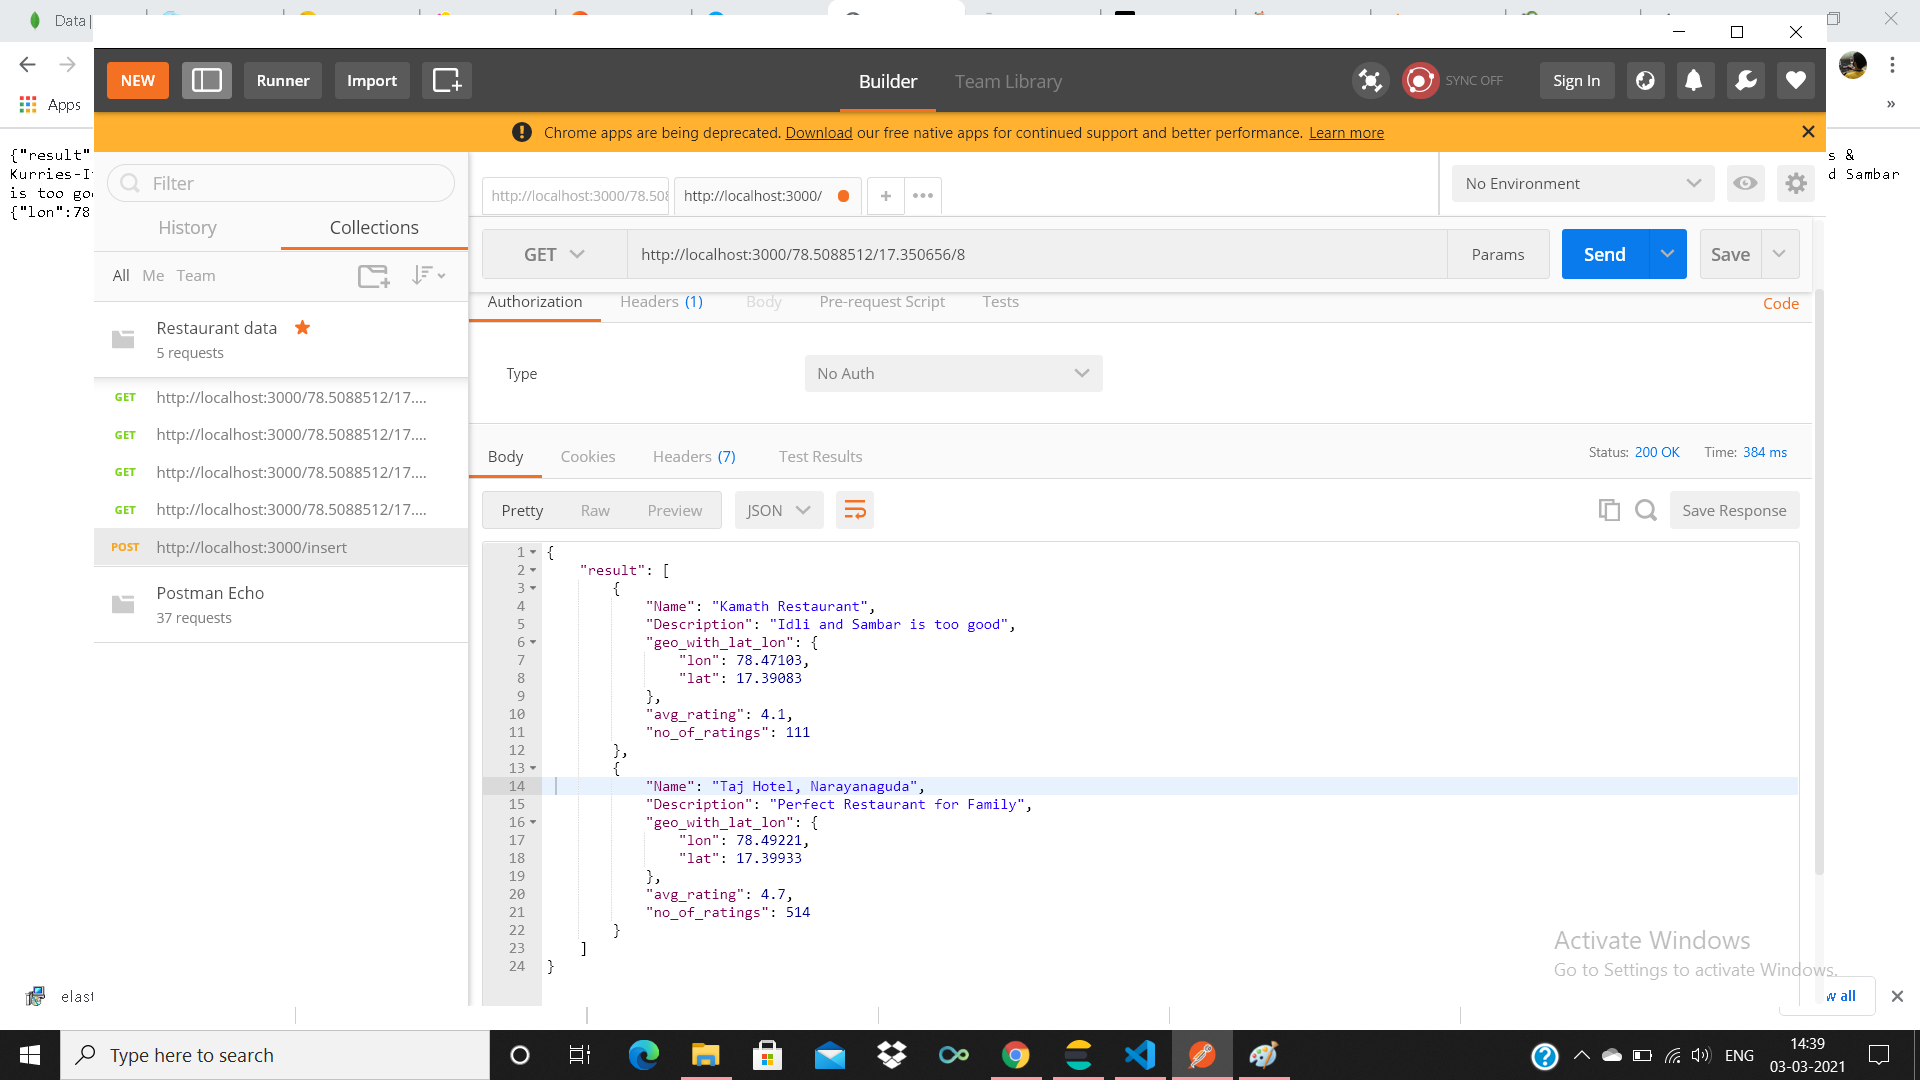 Data
NEW
Runner
Import
Builder
Team Library
SYNC OFF
Sign In
Apps
»
Chrome apps are being deprecated. Download our free native apps for continued support and better performance. Learn more
{"result"
Kurries-I
is too goo
{"lon":78
s &
d Sambar
Filter
History
Collections
All Me Team
Restaurant data
5 requests
GET http://localhost:3000/78.5088512/17....
GET http://localhost:3000/78.5088512/17....
GET http://localhost:3000/78.5088512/17....
GET http://localhost:3000/78.5088512/17....
POST http://localhost:3000/insert
Postman Echo
37 requests
http://localhost:3000/78.508
http://localhost:3000/
+
•••
No Environment
GET
http://localhost:3000/78.5088512/17.350656/8
Params
Send
Save
Authorization
Headers (1)
Body
Pre-request Script
Tests
Code
Type
No Auth
Body
Cookies
Headers (7)
Test Results
Status: 200 OK
Time: 384 ms
Pretty
Raw
Preview
JSON
Save Response
1 {
2 "result": [
3 {
4 "Name": "Kamath Restaurant",
5 "Description": "Idli and Sambar is too good",
6 "geo_with_lat_lon": {
7 "lon": 78.47103,
8 "lat": 17.39083
9 },
10 "avg_rating": 4.1,
11 "no_of_ratings": 111
12 },
13 {
14 "Name": "Taj Hotel, Narayanaguda",
15 "Description": "Perfect Restaurant for Family",
16 "geo_with_lat_lon": {
17 "lon": 78.49221,
18 "lat": 17.39933
19 },
20 "avg_rating": 4.7,
21 "no_of_ratings": 514
22 }
23 ]
24 }
Activate Windows
Go to Settings to activate Windows.
elast
w all
Type here to search
ENG
14:39
03-03-2021